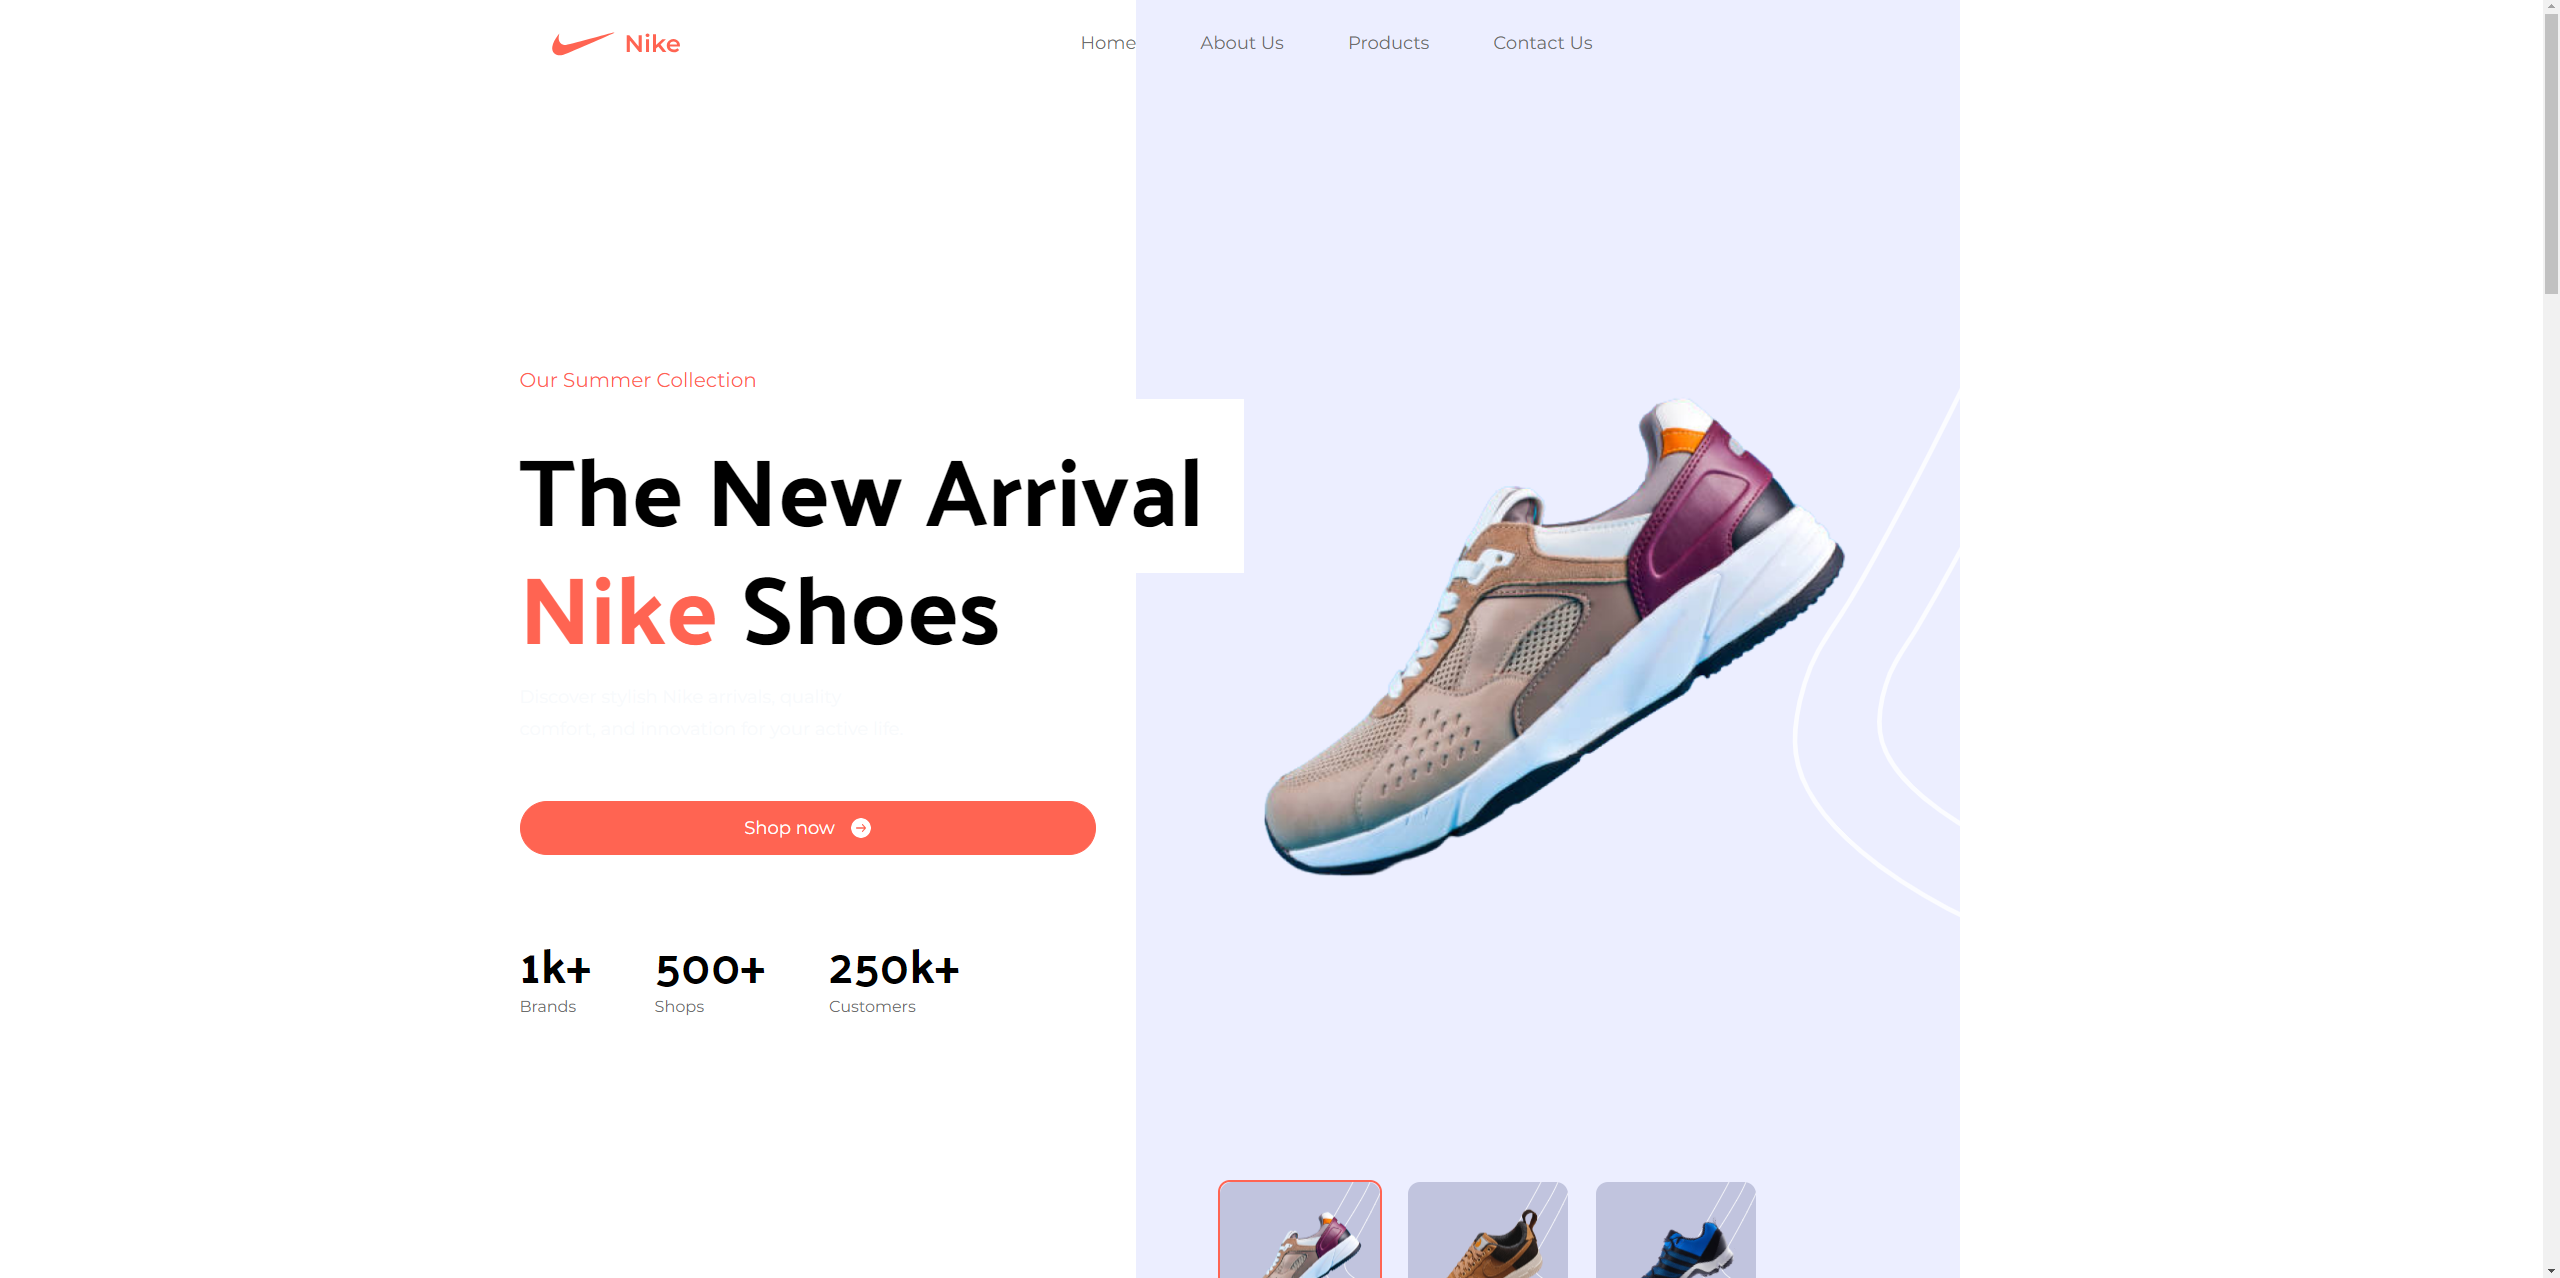 Nike
Home
About Us
Products
Contact Us
Our Summer Collection
The New Arrival
Nike Shoes
Discover stylish Nike arrivals, quality
comfort, and innovation for your active life.
Shop now
1k+
Brands
500+
Shops
250k+
Customers